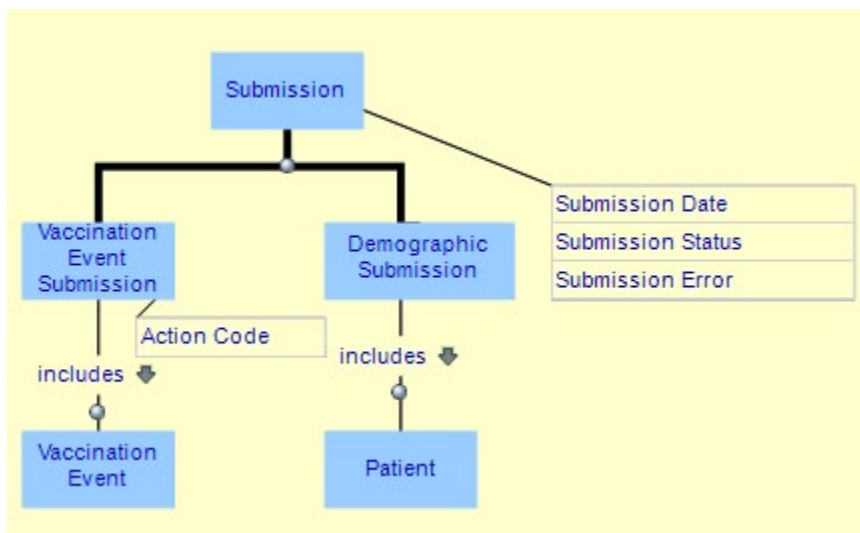 Submission
Submission Date
Submission Status
Submission Error
Vaccination
Event
Submission
Demographic
Submission
Action Code
includes
includes
Vaccination
Event
Patient